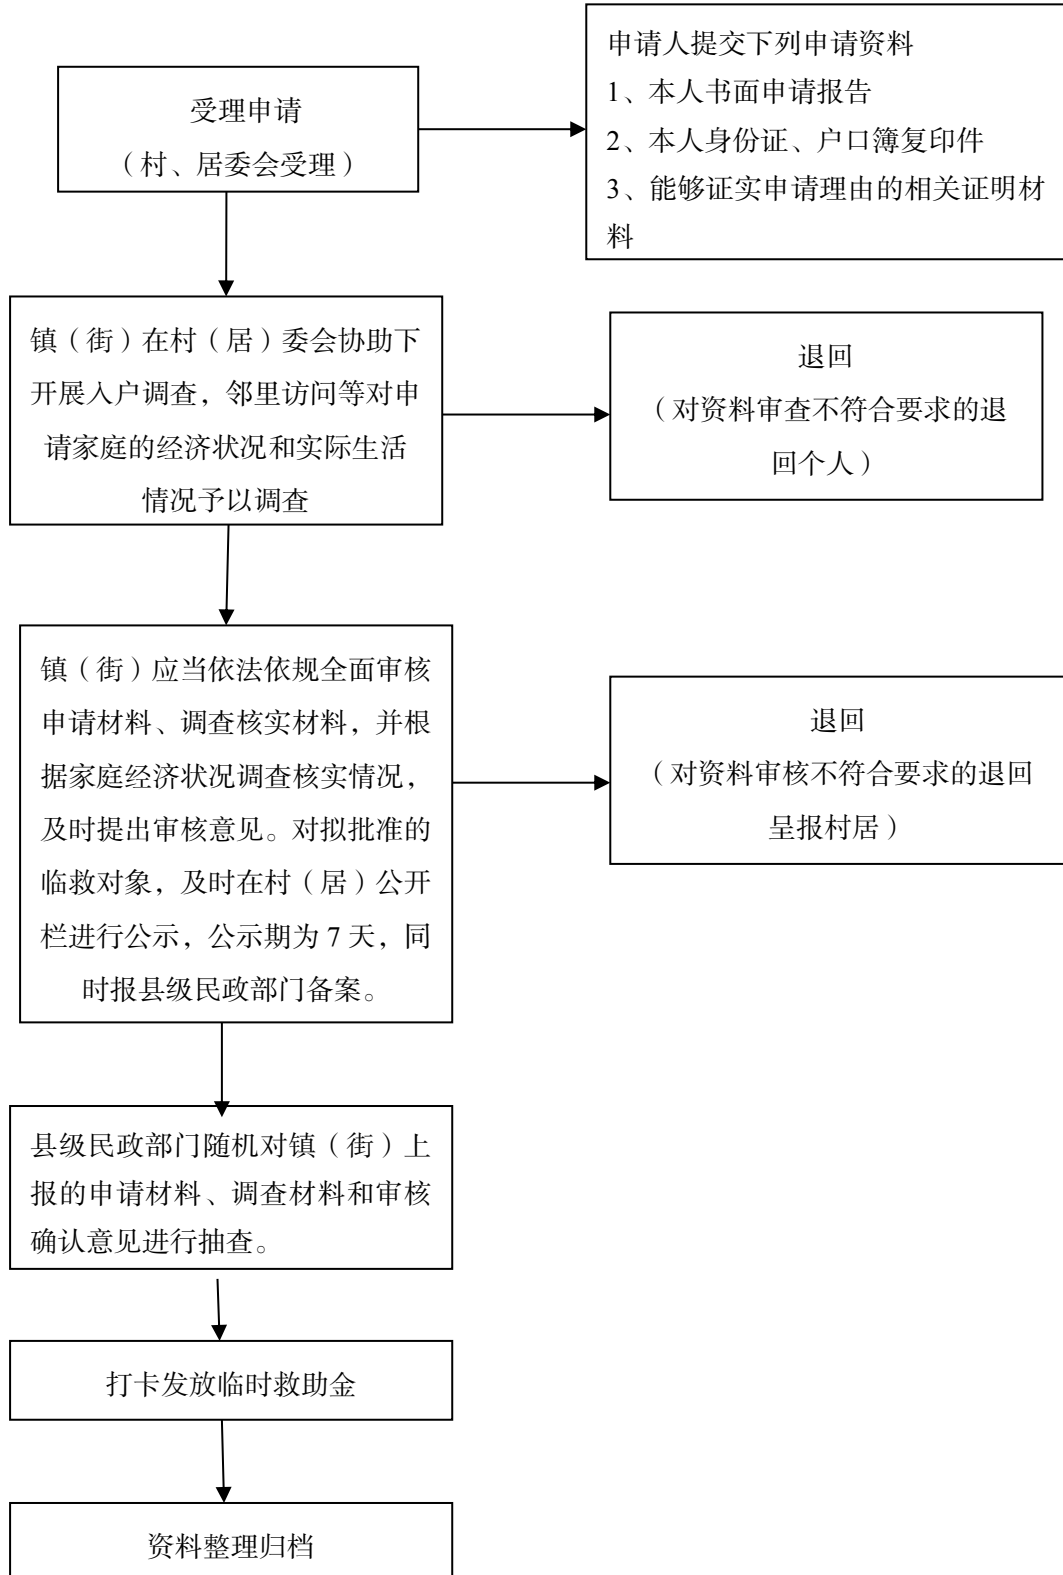 受理申请
（村、居委会受理）
申请人提交下列申请资料
1、本人书面申请报告
2、本人身份证、户口簿复印件
3、能够证实申请理由的相关证明材
料
镇（街）在村（居）委会协助下
开展入户调查，邻里访问等对申
请家庭的经济状况和实际生活
情况予以调查
退回
（对资料审查不符合要求的退
回个人）
镇（街）应当依法依规全面审核
申请材料、调查核实材料，并根
据家庭经济状况调查核实情况，
及时提出审核意见。对拟批准的
临救对象，及时在村（居）公开
栏进行公示，公示期为 7 天，同
时报县级民政部门备案。
退回
（对资料审核不符合要求的退回
呈报村居）
县级民政部门随机对镇（街）上
报的申请材料、调查材料和审核
确认意见进行抽查。
打卡发放临时救助金
资料整理归档